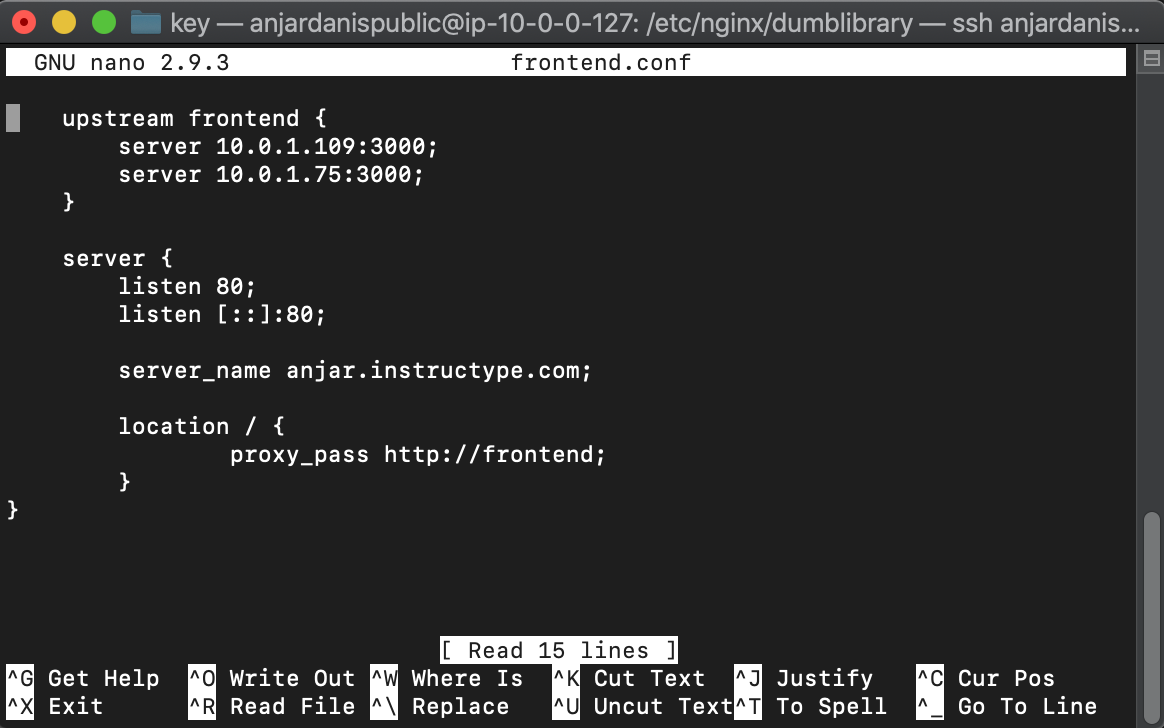 key — anjardanispublic@ip-10-0-0-127: /etc/nginx/dumblibrary — ssh anjardanis...
GNU nano 2.9.3 frontend.conf
upstream frontend {
server 10.0.1.109:3000;
server 10.0.1.75:3000;
}
server {
listen 80;
listen [::]:80;
server_name anjar.instructype.com;
location / {
proxy_pass http://frontend;
}
}
[ Read 15 lines ]
^G Get Help ^O Write Out ^W Where Is ^K Cut Text ^J Justify ^C Cur Pos
^X Exit ^R Read File ^\ Replace ^U Uncut Text ^T To Spell ^_ Go To Line